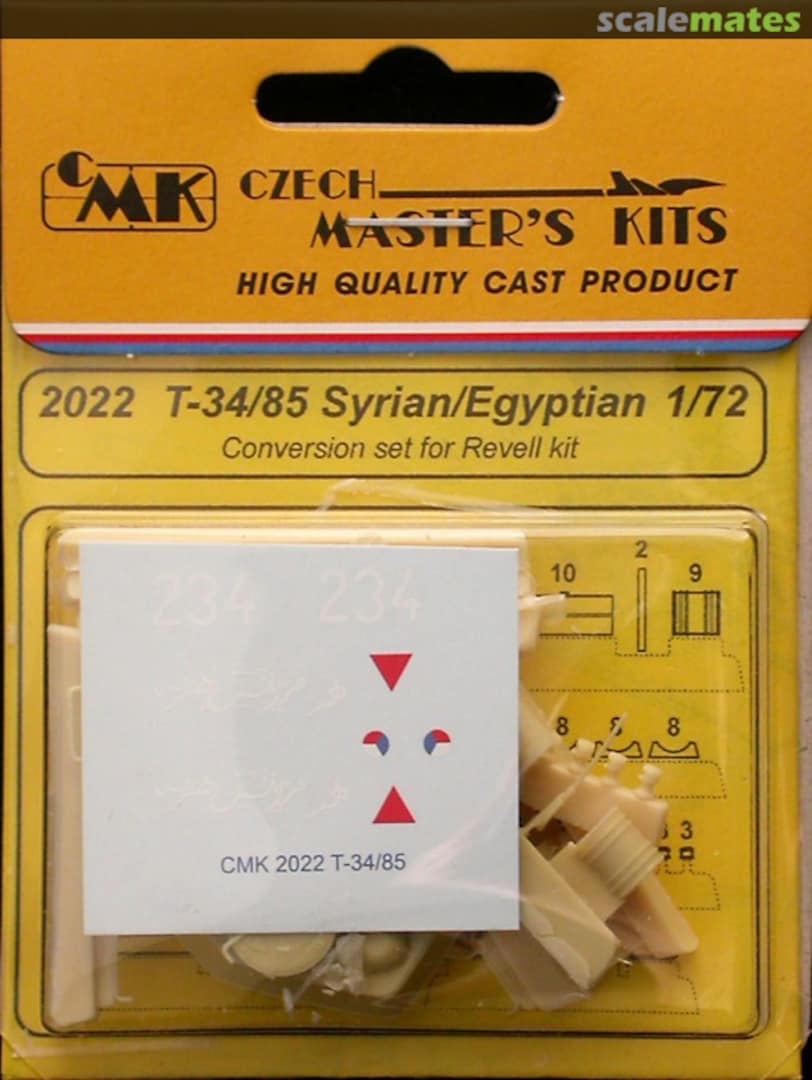 scalemates
CMK CZECH
MASTER'S KITS
HIGH QUALITY CAST PRODUCT
2022 T-34/85 Syrian/Egyptian 1/72
Conversion set for Revell kit
10 2 9
234 234
8 8 8
3
CMK 2022 T-34/85